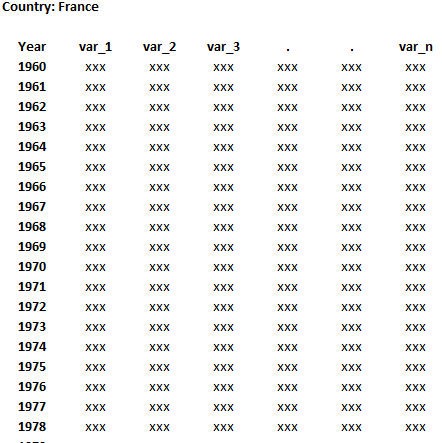 Country: France
Year var_1 var_2 var_3 . . var_n
1960 xxx xxx xxx xxx xxx xxx
1961 xxx xxx xxx xxx xxx xxx
1962 xxx xxx xxx xxx xxx xxx
1963 xxx xxx xxx xxx xxx xxx
1964 xxx xxx xxx xxx xxx xxx
1965 xxx xxx xxx xxx xxx xxx
1966 xxx xxx xxx xxx xxx xxx
1967 xxx xxx xxx xxx xxx xxx
1968 xxx xxx xxx xxx xxx xxx
1969 xxx xxx xxx xxx xxx xxx
1970 xxx xxx xxx xxx xxx xxx
1971 xxx xxx xxx xxx xxx xxx
1972 xxx xxx xxx xxx xxx xxx
1973 xxx xxx xxx xxx xxx xxx
1974 xxx xxx xxx xxx xxx xxx
1975 xxx xxx xxx xxx xxx xxx
1976 xxx xxx xxx xxx xxx xxx
1977 xxx xxx xxx xxx xxx xxx
1978 xxx xxx xxx xxx xxx xxx